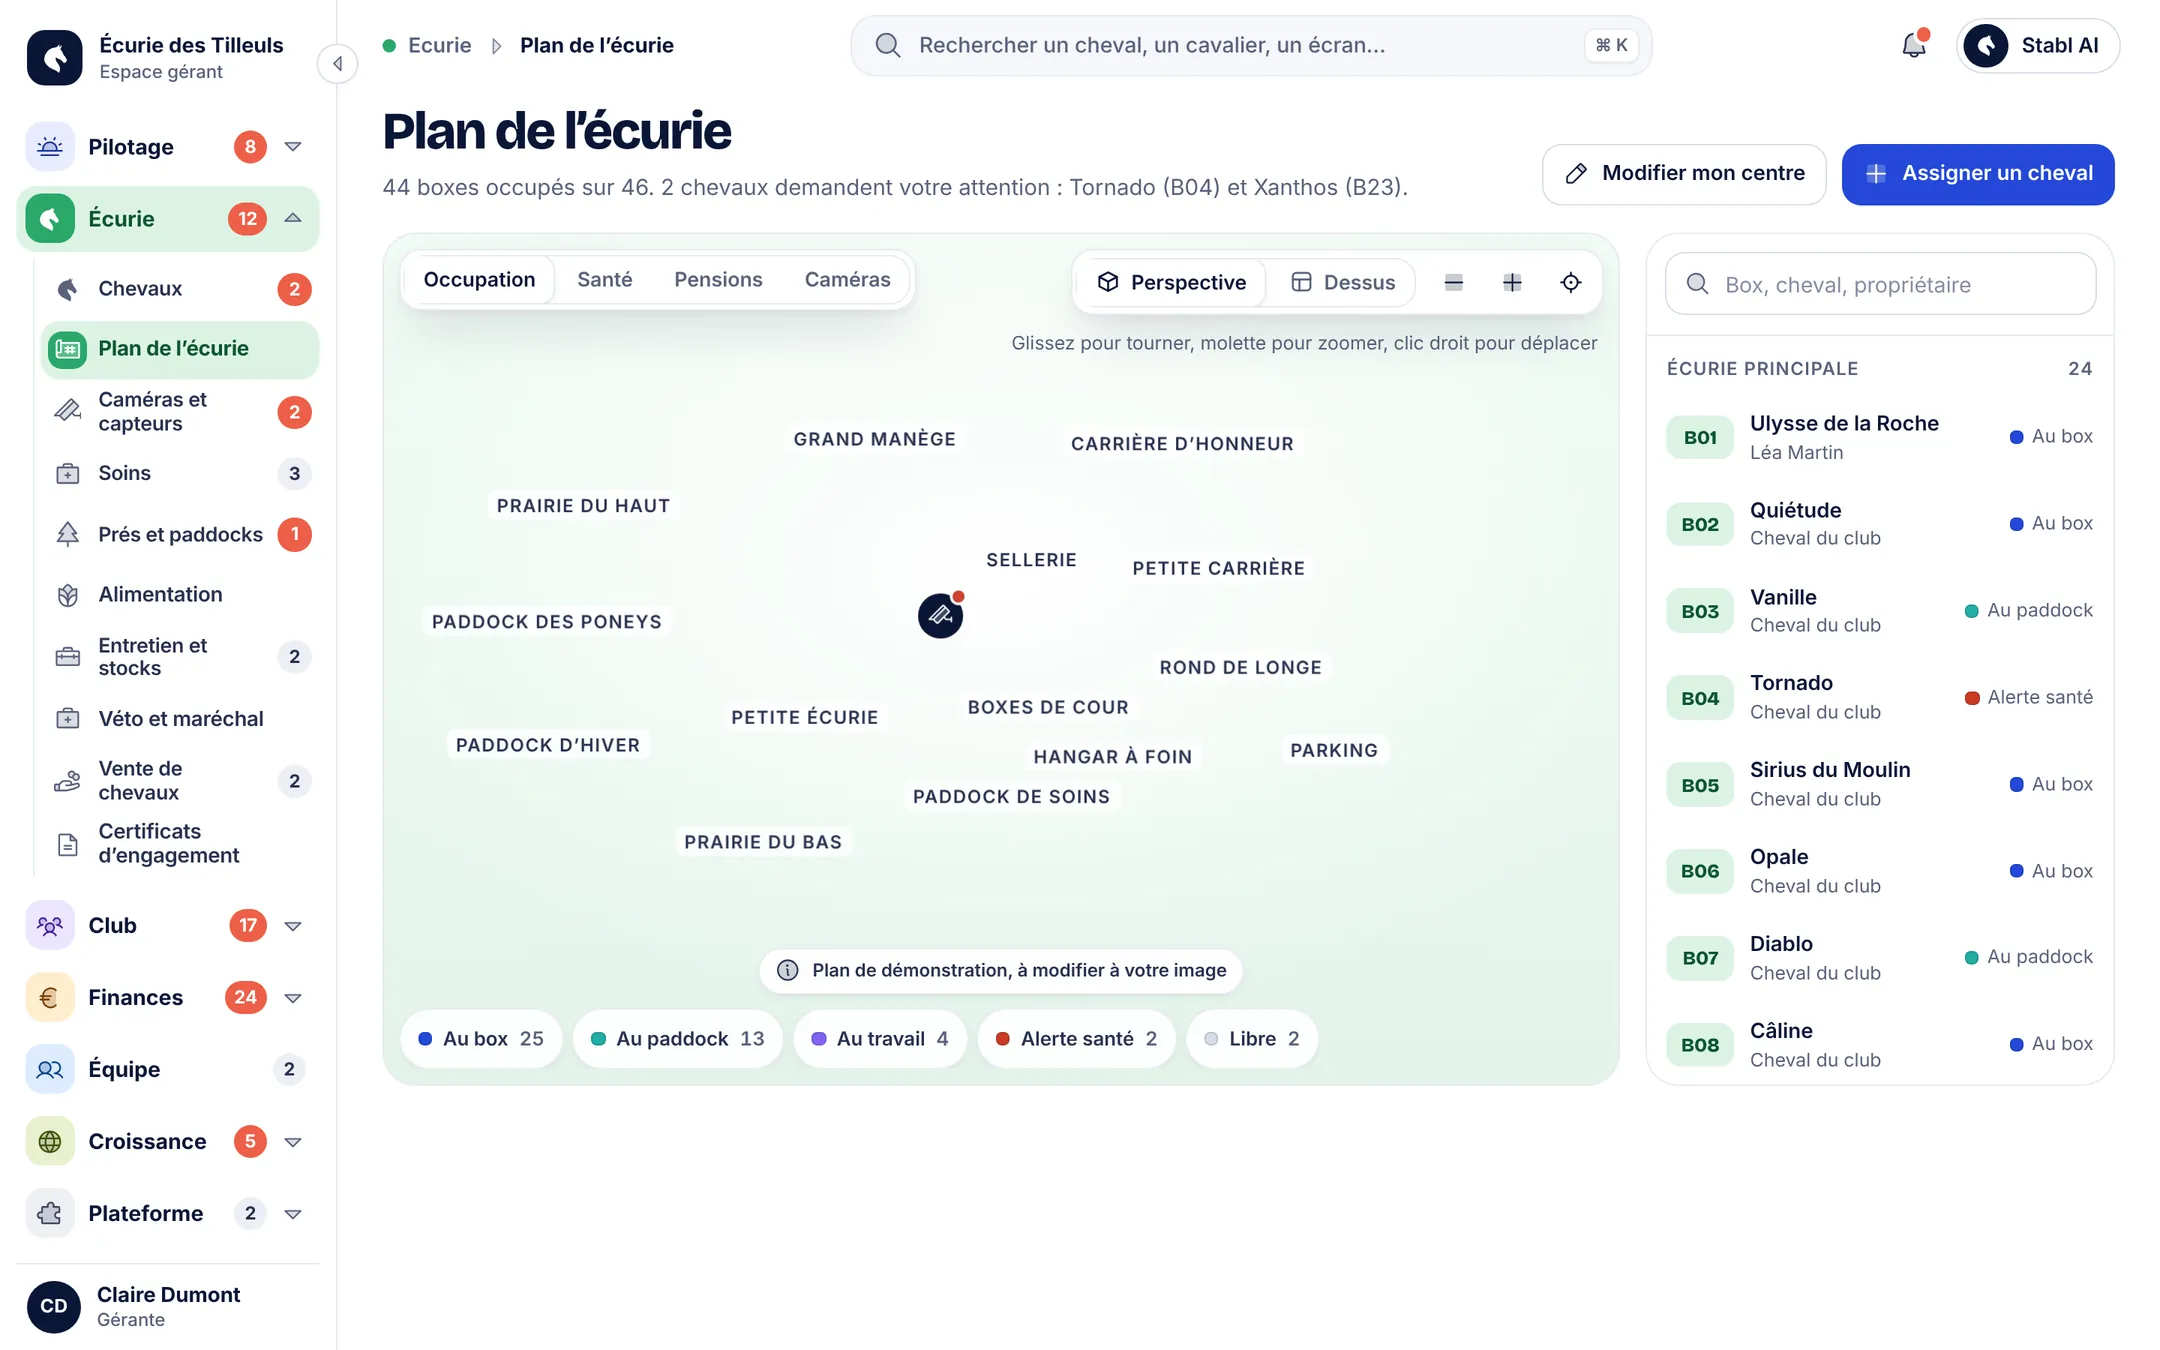 Écurie des Tilleuls
Espace gérant
Pilotage 8
Écurie 12
Chevaux 2
Plan de l’écurie
Caméras et
capteurs 2
Soins 3
Prés et paddocks 1
Alimentation
Entretien et
stocks 2
Véto et maréchal
Vente de
chevaux 2
Certificats
d’engagement
Club 17
€ Finances 24
Équipe 2
Croissance 5
Plateforme 2
CD Claire Dumont
Gérante
Ecurie Plan de l’écurie
Rechercher un cheval, un cavalier, un écran... ⌘ K
Stabl AI
Plan de l’écurie
44 boxes occupés sur 46. 2 chevaux demandent votre attention : Tornado (B04) et Xanthos (B23).
Modifier mon centre
Assigner un cheval
Occupation Santé Pensions Caméras
Perspective Dessus
Glissez pour tourner, molette pour zoomer, clic droit pour déplacer
GRAND MANÈGE
CARRIÈRE D’HONNEUR
PRAIRIE DU HAUT
SELLERIE
PETITE CARRIÈRE
PADDOCK DES PONEYS
ROND DE LONGE
BOXES DE COUR
PETITE ÉCURIE
PADDOCK D’HIVER
HANGAR À FOIN
PARKING
PADDOCK DE SOINS
PRAIRIE DU BAS
Plan de démonstration, à modifier à votre image
Au box 25
Au paddock 13
Au travail 4
Alerte santé 2
Libre 2
Box, cheval, propriétaire
ÉCURIE PRINCIPALE 24
B01 Ulysse de la Roche Au box
Léa Martin
B02 Quiétude Au box
Cheval du club
B03 Vanille Au paddock
Cheval du club
B04 Tornado Alerte santé
Cheval du club
B05 Sirius du Moulin Au box
Cheval du club
B06 Opale Au box
Cheval du club
B07 Diablo Au paddock
Cheval du club
B08 Câline Au box
Cheval du club